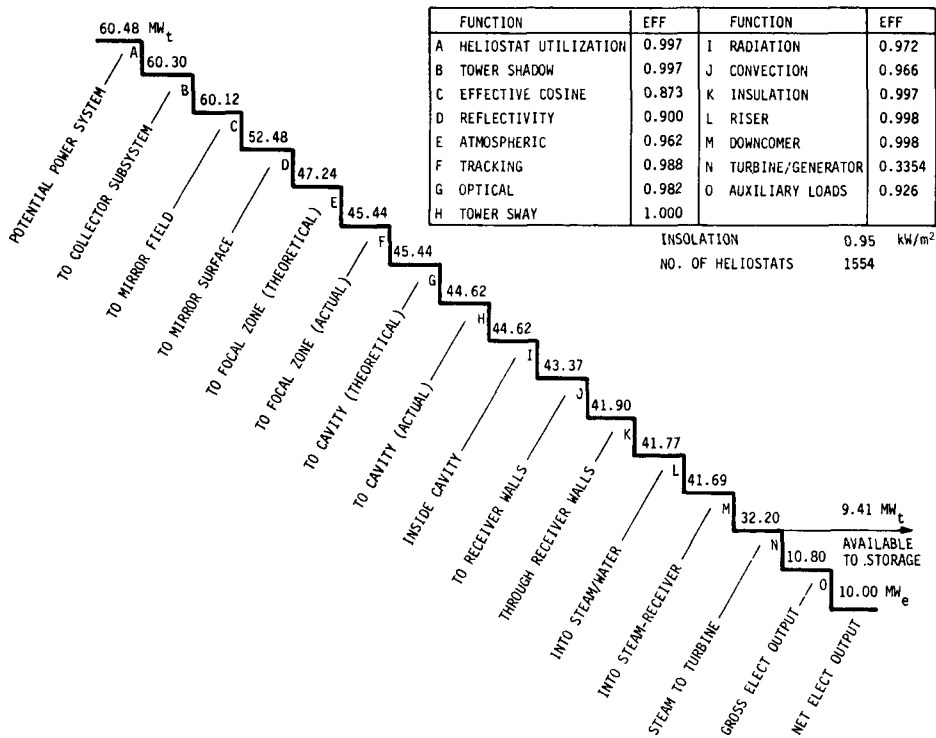 FUNCTION EFF FUNCTION EFF
A HELIOSTAT UTILIZATION 0.997 I RADIATION 0.972
B TOWER SHADOW 0.997 J CONVECTION 0.966
C EFFECTIVE COSINE 0.873 K INSULATION 0.997
D REFLECTIVITY 0.900 L RISER 0.998
E ATMOSPHERIC 0.962 M DOWNCOMER 0.998
F TRACKING 0.988 N TURBINE/GENERATOR 0.3354
G OPTICAL 0.982 O AUXILIARY LOADS 0.926
H TOWER SWAY 1.000
INSOLATION 0.95 kW/m²
NO. OF HELIOSTATS 1554
60.48 MWt
A
60.30
B
60.12
C
52.48
D
47.24
E
45.44
F
45.44
G
44.62
H
44.62
I
43.37
J
41.90
K
41.77
L
41.69
M
32.20
N
9.41 MWt
AVAILABLE
TO STORAGE
10.80
O
10.00 MWe
POTENTIAL POWER SYSTEM
TO COLLECTOR SUBSYSTEM
TO MIRROR FIELD
TO MIRROR SURFACE
TO FOCAL ZONE (THEORETICAL)
TO FOCAL ZONE (ACTUAL)
TO CAVITY (THEORETICAL)
TO CAVITY (ACTUAL)
INSIDE CAVITY
TO RECEIVER WALLS
THROUGH RECEIVER WALLS
INTO STEAM/WATER
INTO STEAM-RECEIVER
STEAM TO TURBINE
GROSS ELECT OUTPUT
NET ELECT OUTPUT